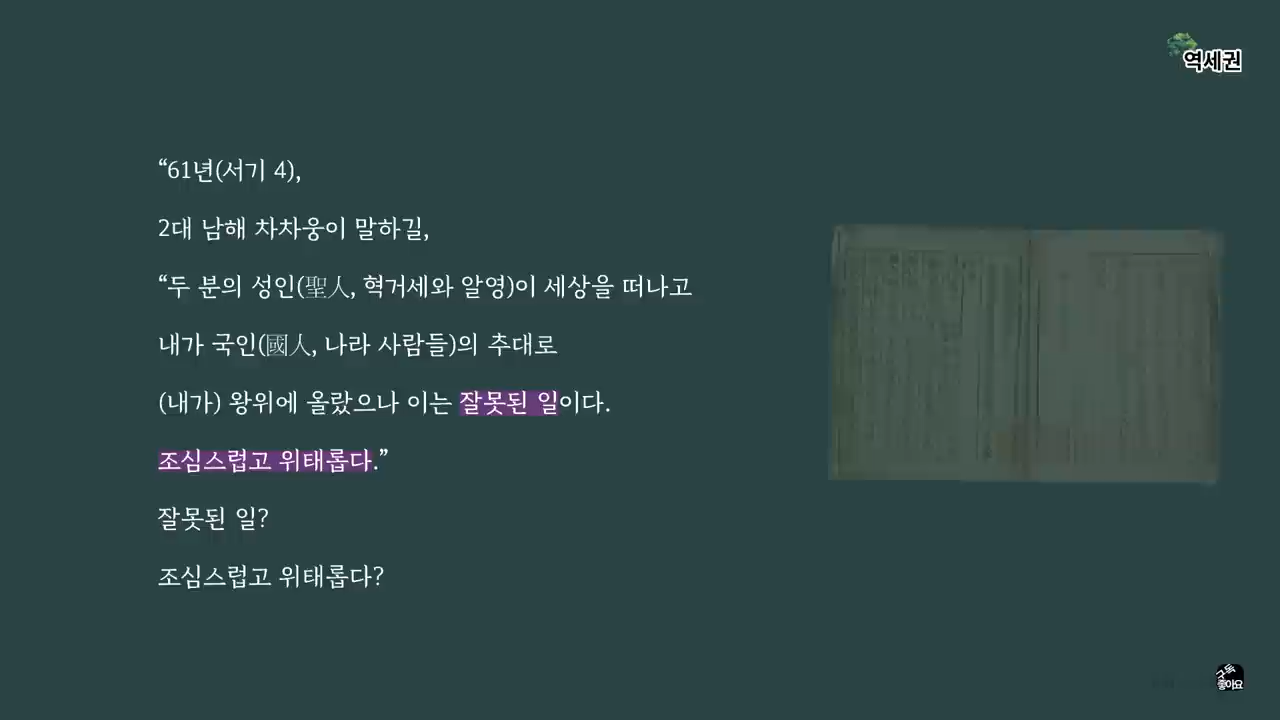 역세권
“61년(서기 4),
2대 남해 차차웅이 말하길,
“두 분의 성인(聖人, 혁거세와 알영)이 세상을 떠나고
내가 국인(國人, 나라 사람들)의 추대로
(내가) 왕위에 올랐으나 이는 잘못된 일이다.
조심스럽고 위태롭다.”
잘못된 일?
조심스럽고 위태롭다?
구독
좋아요